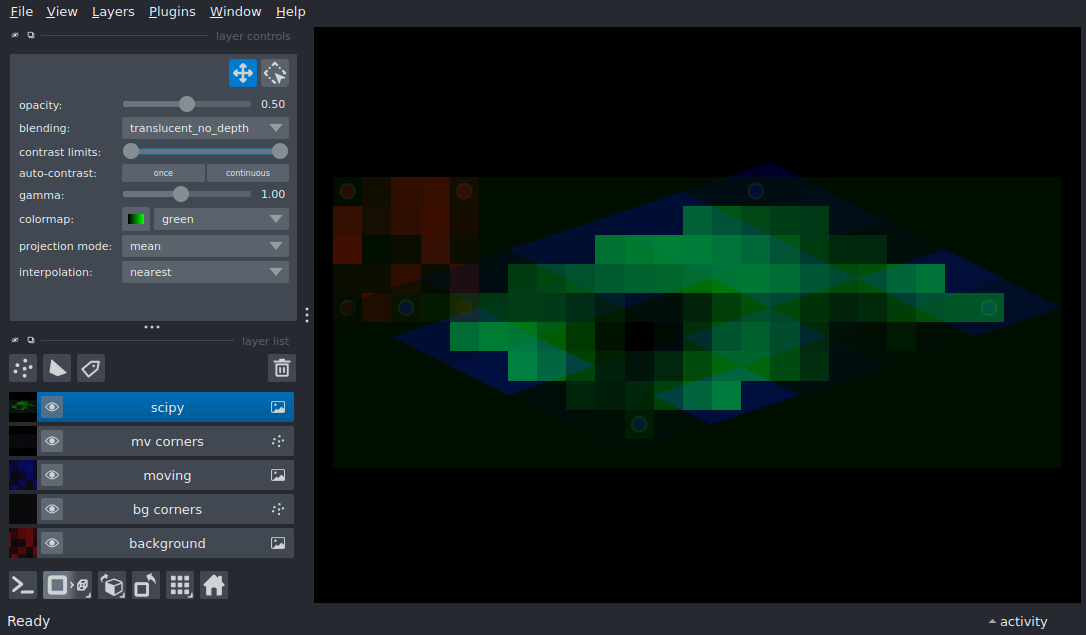 File View Layers Plugins Window Help
layer controls
opacity: 0.50
blending: translucent_no_depth
contrast limits:
auto-contrast: once continuous
gamma: 1.00
colormap: green
projection mode: mean
interpolation: nearest
layer list
scipy
mv corners
moving
bg corners
background
Ready
activity